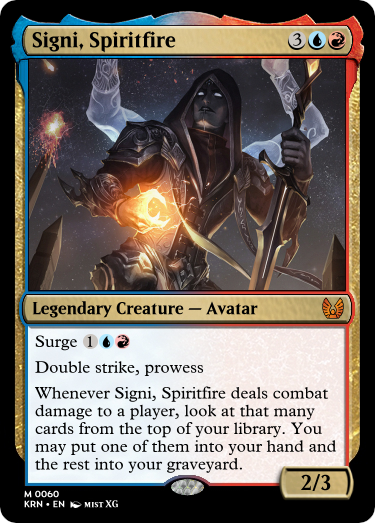 Signi, Spiritfire 3
Legendary Creature — Avatar
Surge 1
Double strike, prowess
Whenever Signi, Spiritfire deals combat
damage to a player, look at that many
cards from the top of your library. You
may put one of them into your hand and
the rest into your graveyard.
2/3
M 0060
KRN • EN MIST XG